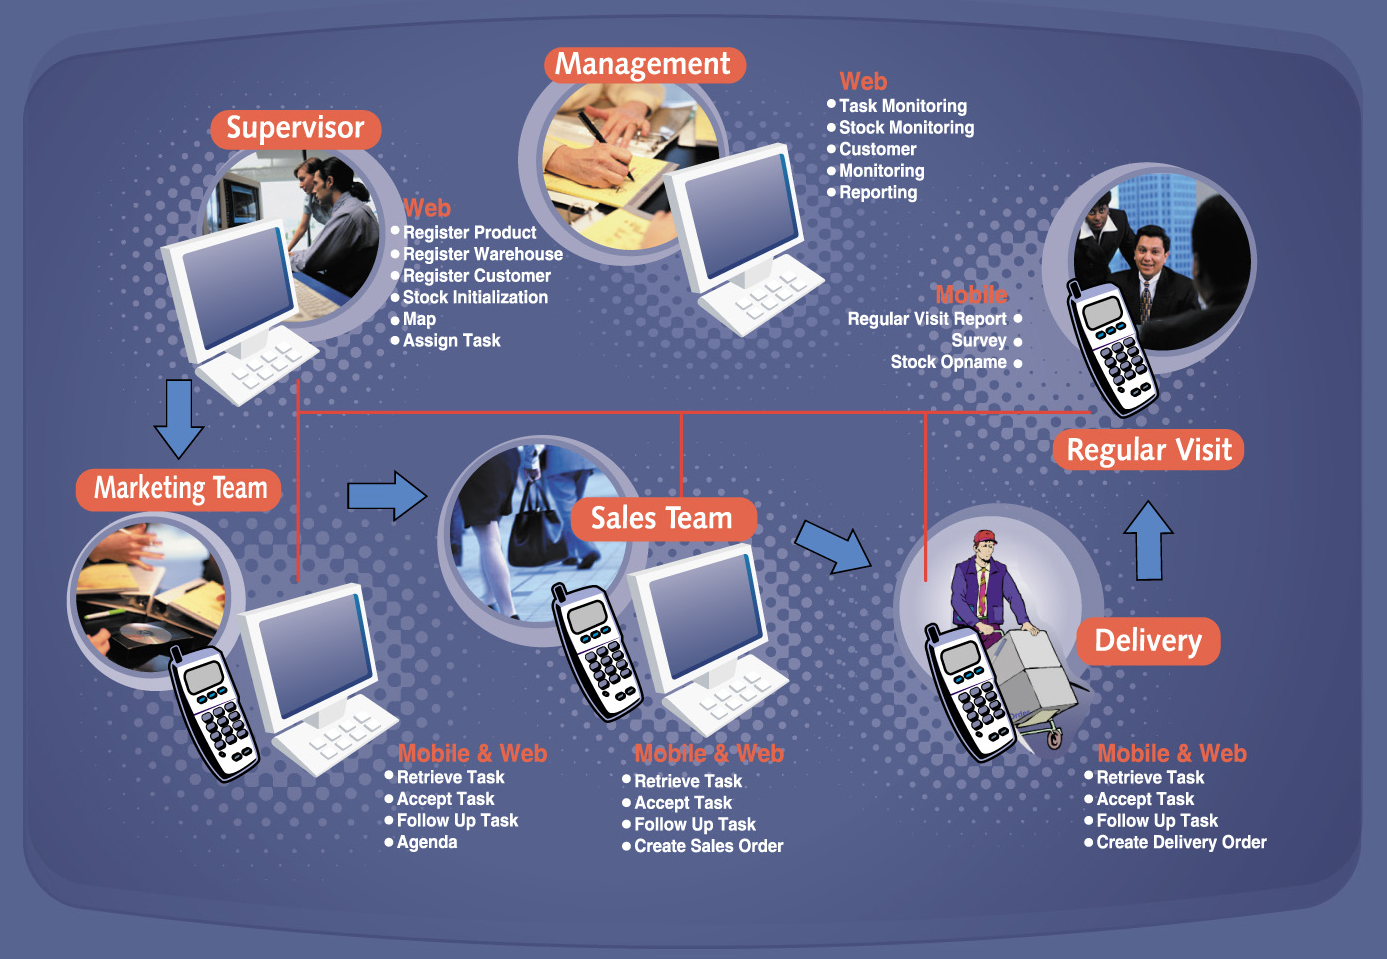 Management
Web
Task Monitoring
Stock Monitoring
Customer
Monitoring
Reporting
Supervisor
Web
Register Product
Register Warehouse
Register Customer
Stock Initialization
Map
Assign Task
Mobile
Regular Visit Report
Survey
Stock Opname
Regular Visit
Marketing Team
Mobile & Web
Retrieve Task
Accept Task
Follow Up Task
Agenda
Sales Team
Mobile & Web
Retrieve Task
Accept Task
Follow Up Task
Create Sales Order
Delivery
Mobile & Web
Retrieve Task
Accept Task
Follow Up Task
Create Delivery Order